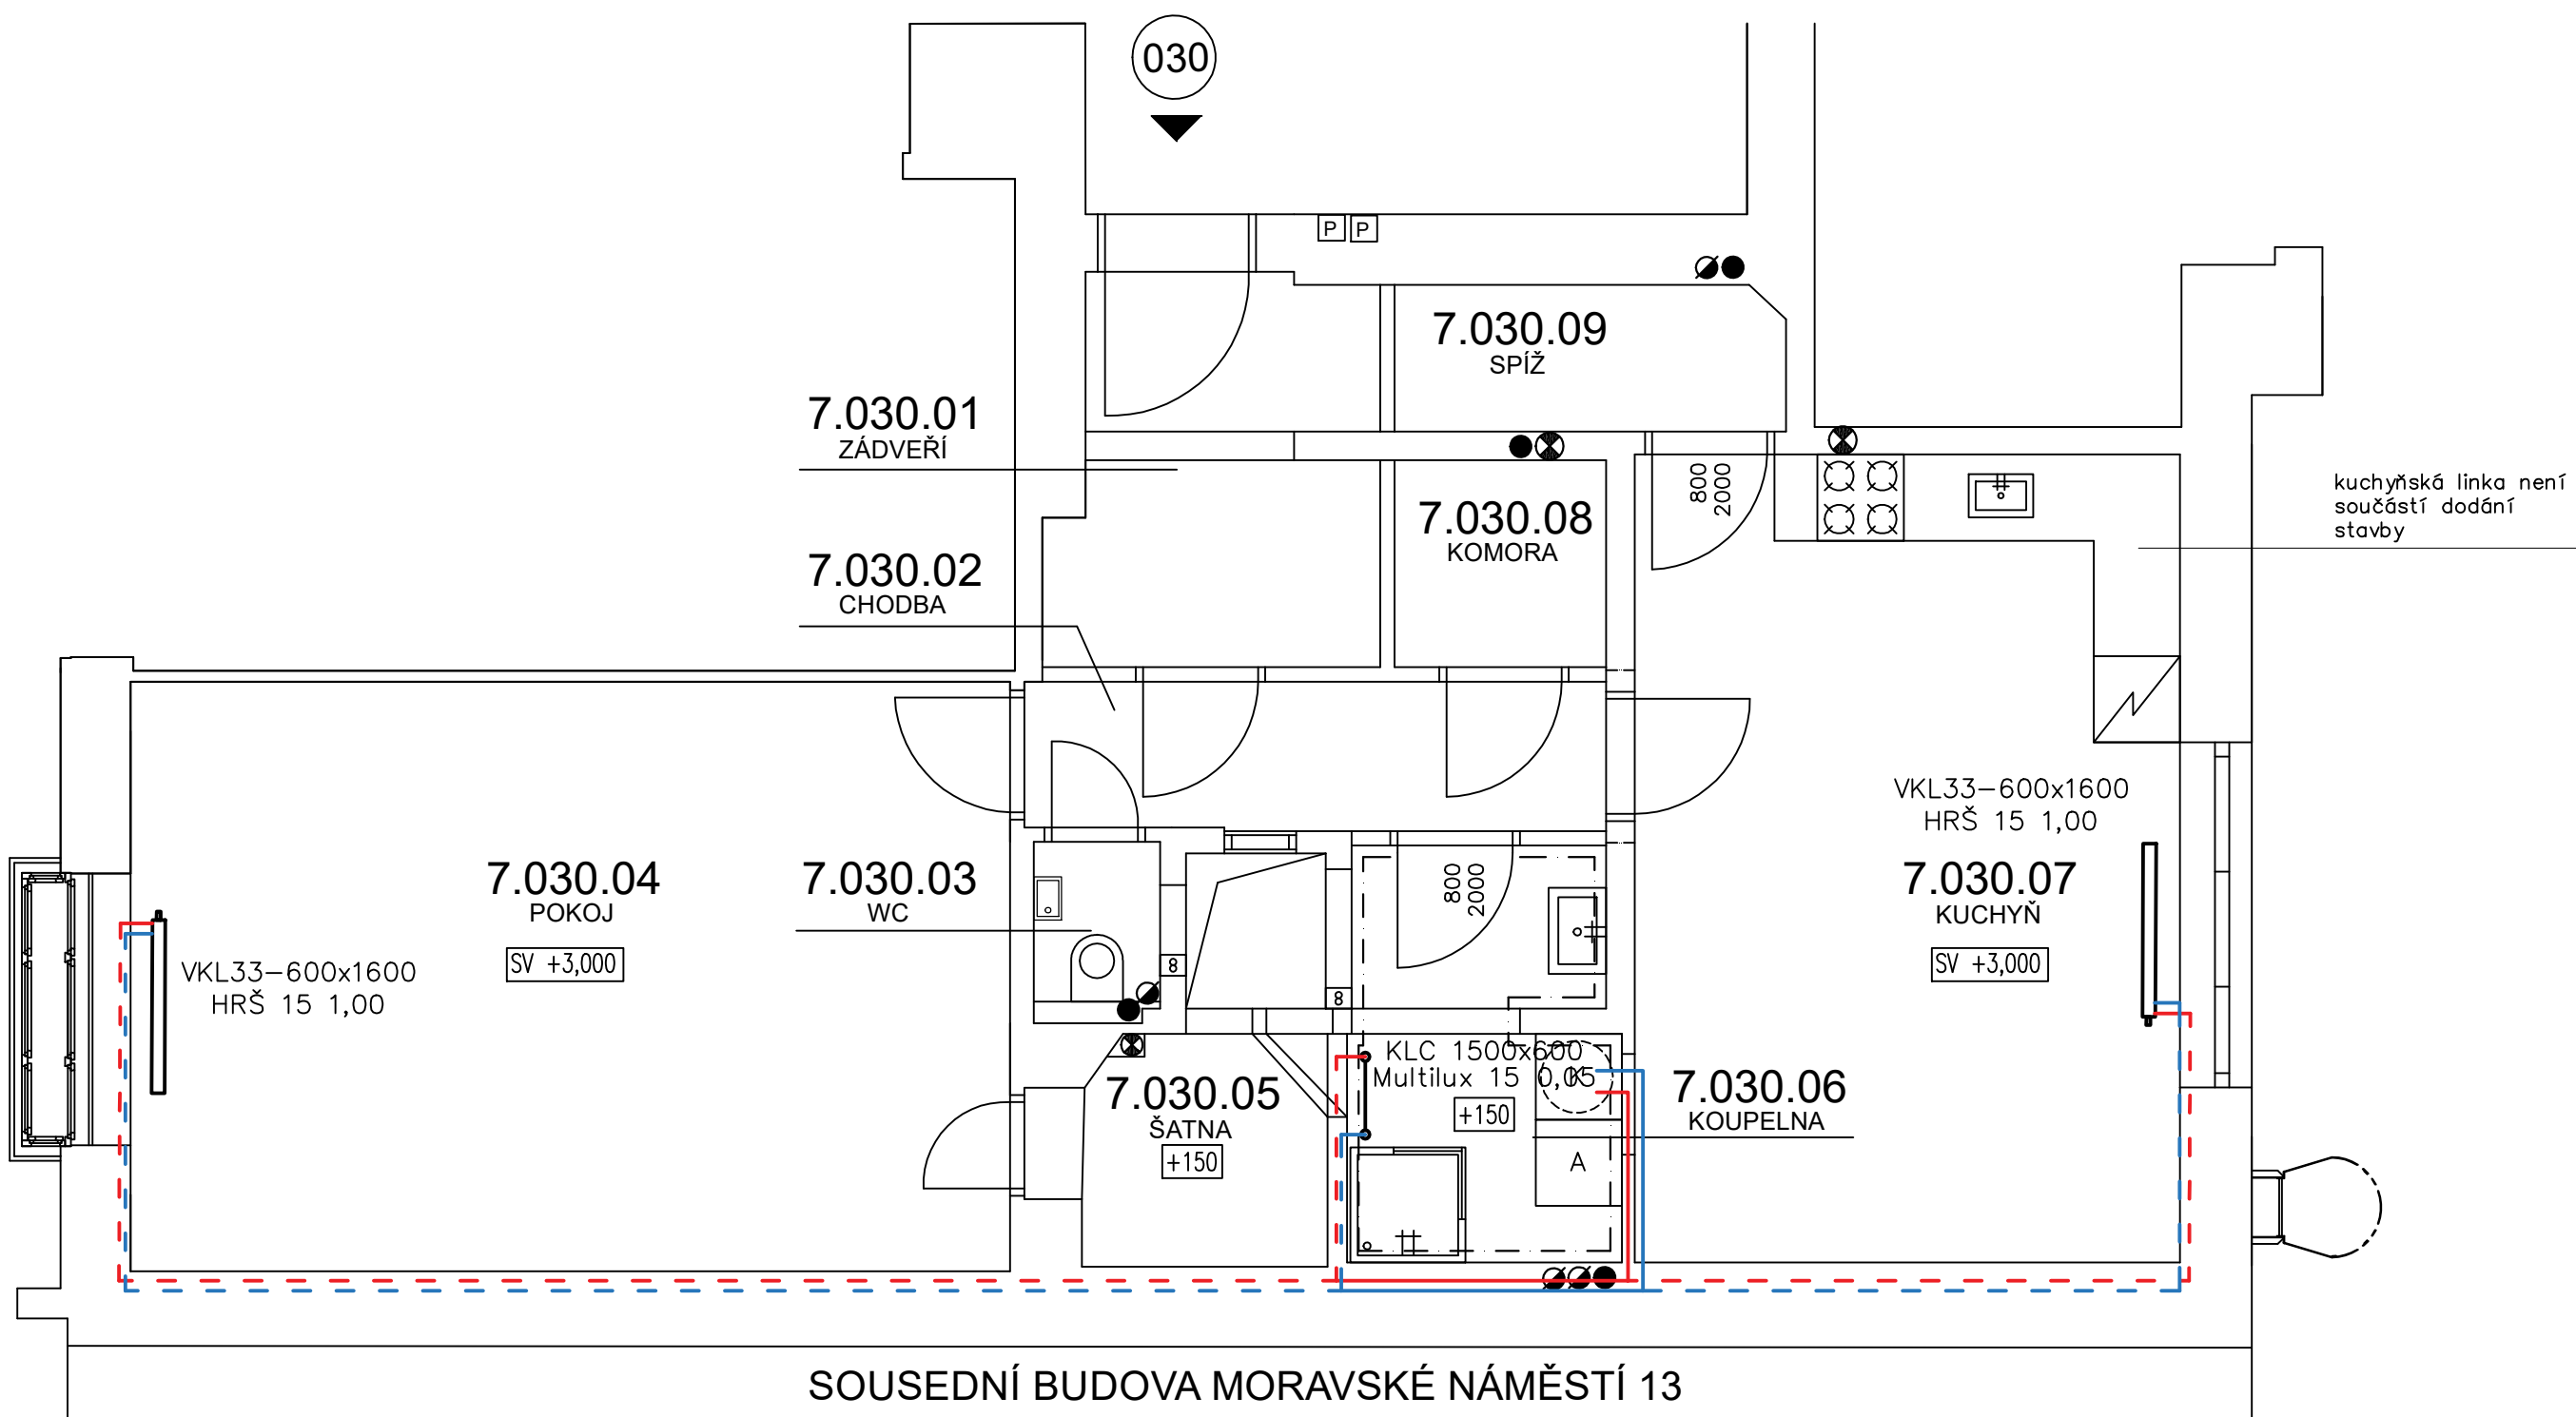 030
P P
7.030.09
SPÍŽ
7.030.01
ZÁDVEŘÍ
800
2000
kuchyňská linka není
součástí dodání
stavby
7.030.08
KOMORA
7.030.02
CHODBA
VKL33-600x1600
HRŠ 15 1,00
7.030.04
POKOJ
SV +3,000
7.030.03
WC
800
2000
7.030.07
KUCHYŇ
SV +3,000
VKL33-600x1600
HRŠ 15 1,00
8
8
KLC 1500x600
Multilux 15 0,05
K
+150
7.030.05
ŠATNA
+150
7.030.06
KOUPELNA
A
SOUSEDNÍ BUDOVA MORAVSKÉ NÁMĚSTÍ 13